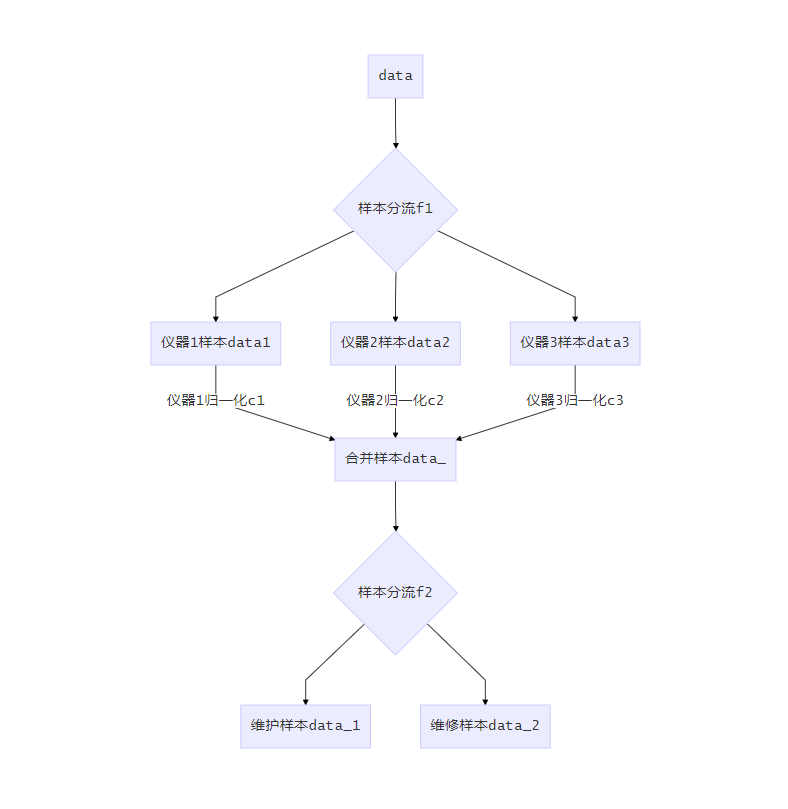 data
样本分流f1
仪器1样本data1
仪器2样本data2
仪器3样本data3
仪器1归一化c1
仪器2归一化c2
仪器3归一化c3
合并样本data_
样本分流f2
维护样本data_1
维修样本data_2